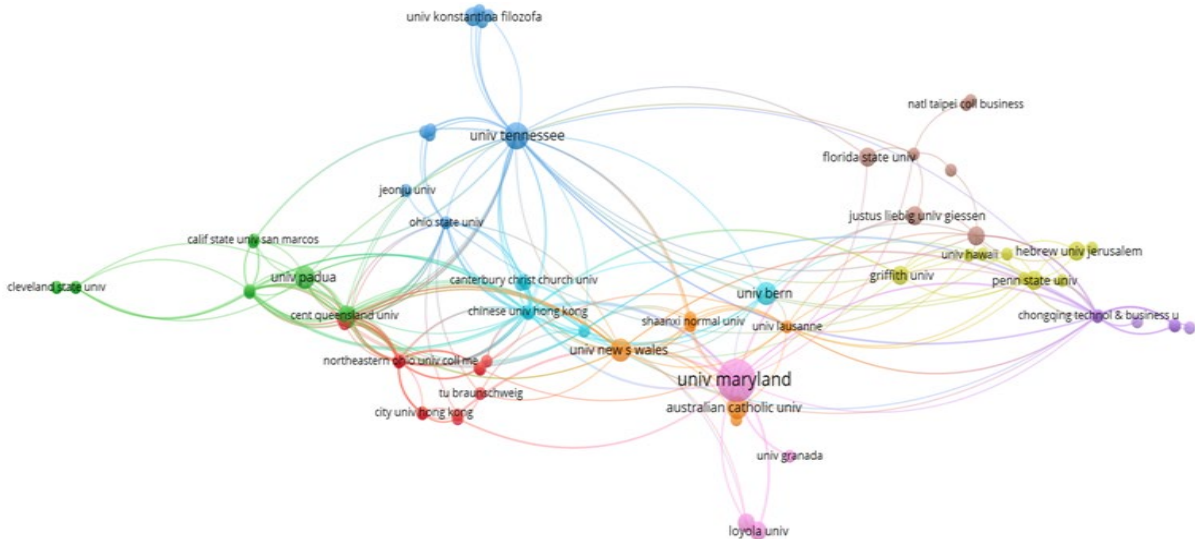 univ konstantina filozofa
natl taipei coll business
univ tennessee
florida state univ
jeonju univ
justus liebig univ giessen
ohio state univ
calif state univ san marcos
univ hawaii
hebrew univ jerusalem
univ padua
canterbury christ church univ
griffith univ
penn state univ
cleveland state univ
univ bern
cent queensland univ
chinese univ hong kong
shaanxi normal univ
univ lausanne
chongqing technol & business u
univ new s wales
northeastern ohio univ coll me
univ maryland
tu braunschweig
australian catholic univ
city univ hong kong
univ granada
loyola univ